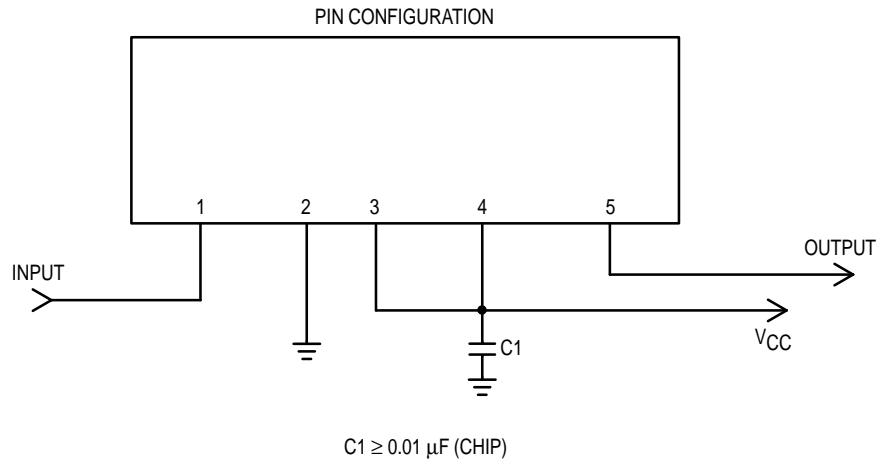 PIN CONFIGURATION
1 2 3 4 5
INPUT
OUTPUT
VCC
C1
C1 ≥ 0.01 μF (CHIP)